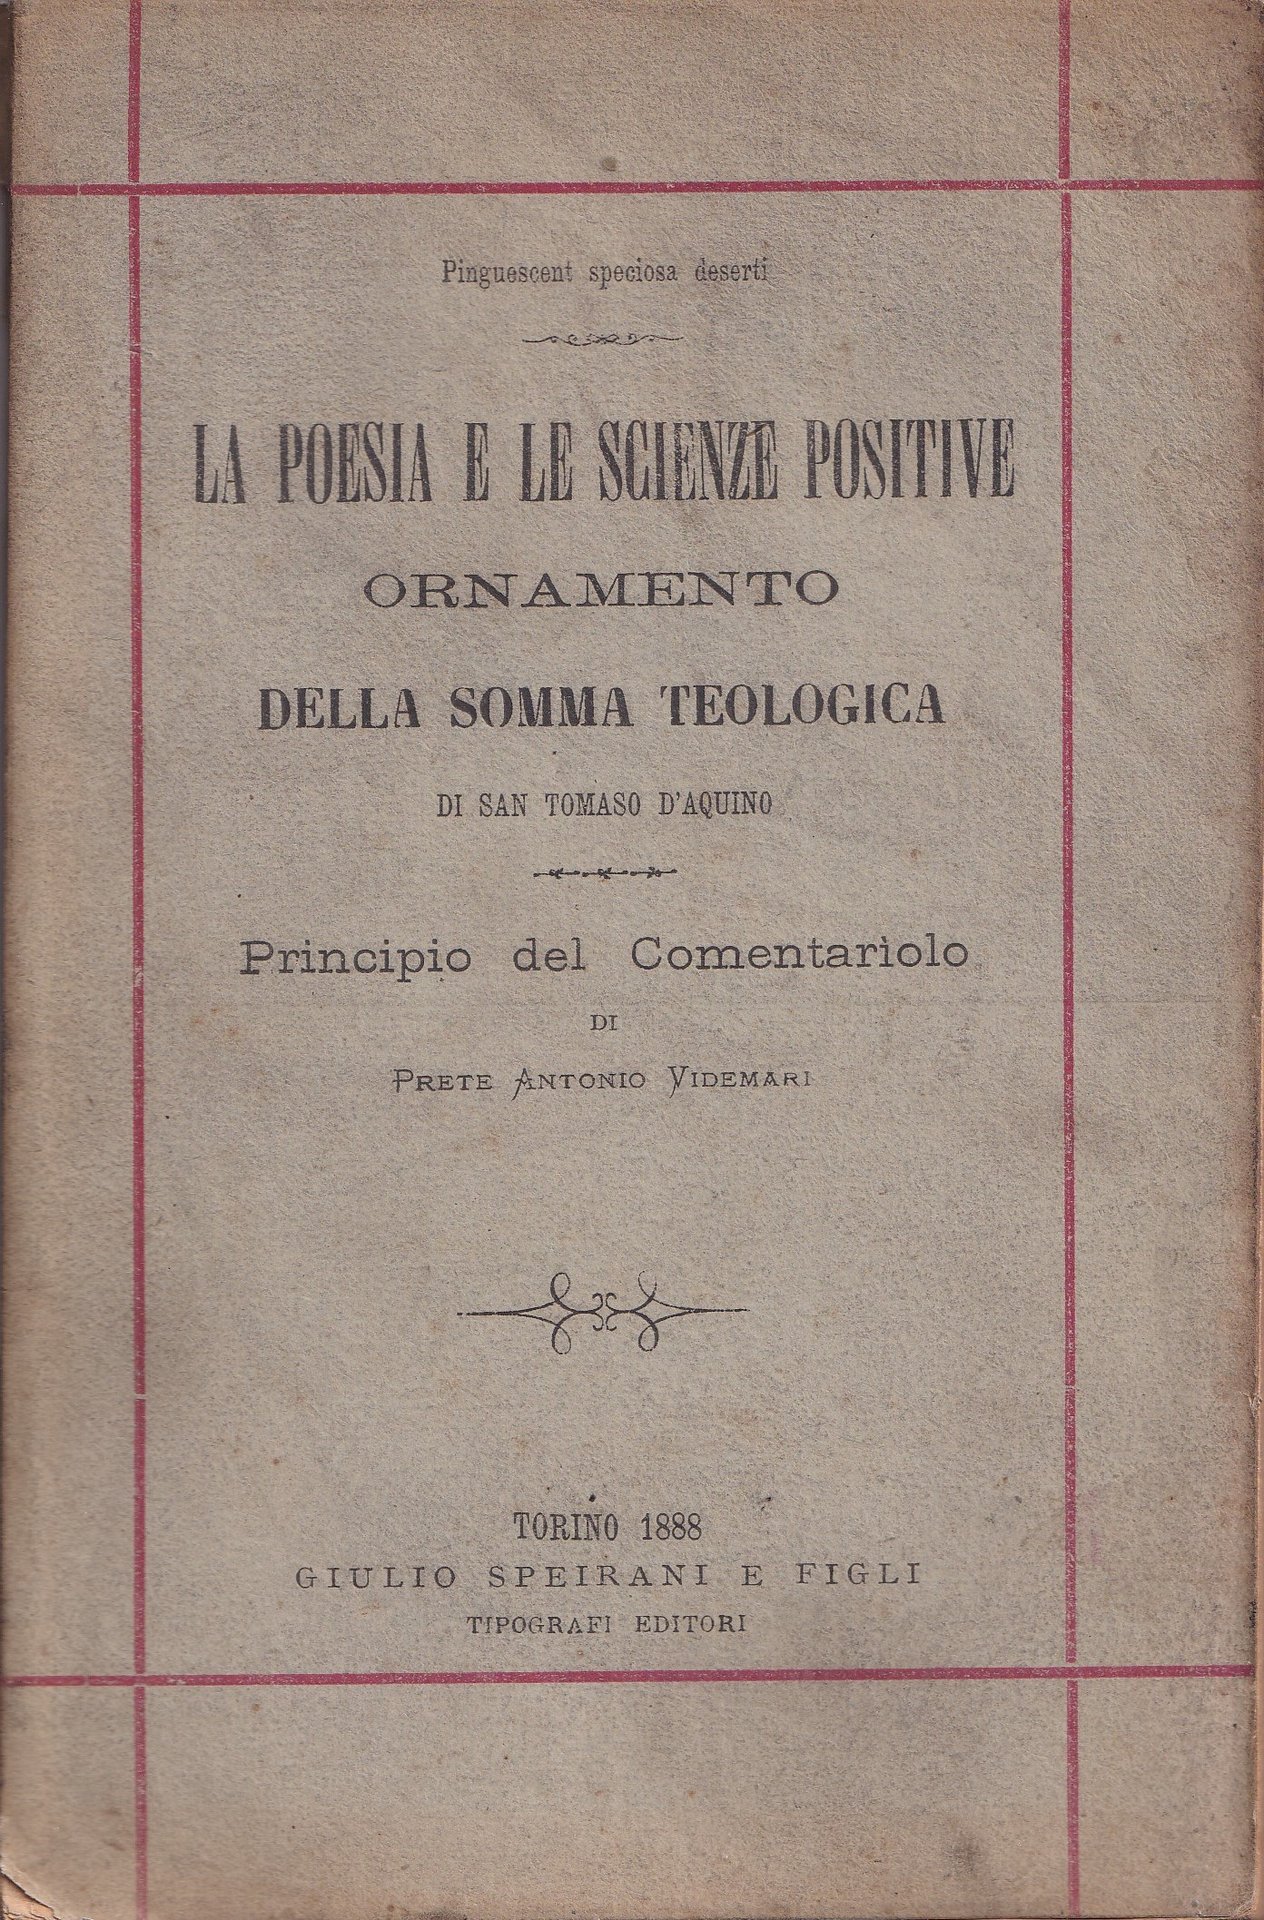 Pinguescent speciosa deserti
LA POESIA E LE SCIENZE POSITIVE
ORNAMENTO
DELLA SOMMA TEOLOGICA
DI SAN TOMASO D'AQUINO
Principio del Comentariolo
DI
PRETE ANTONIO VIDEMARI
TORINO 1888
GIULIO SPEIRANI E FIGLI
TIPOGRAFI EDITORI